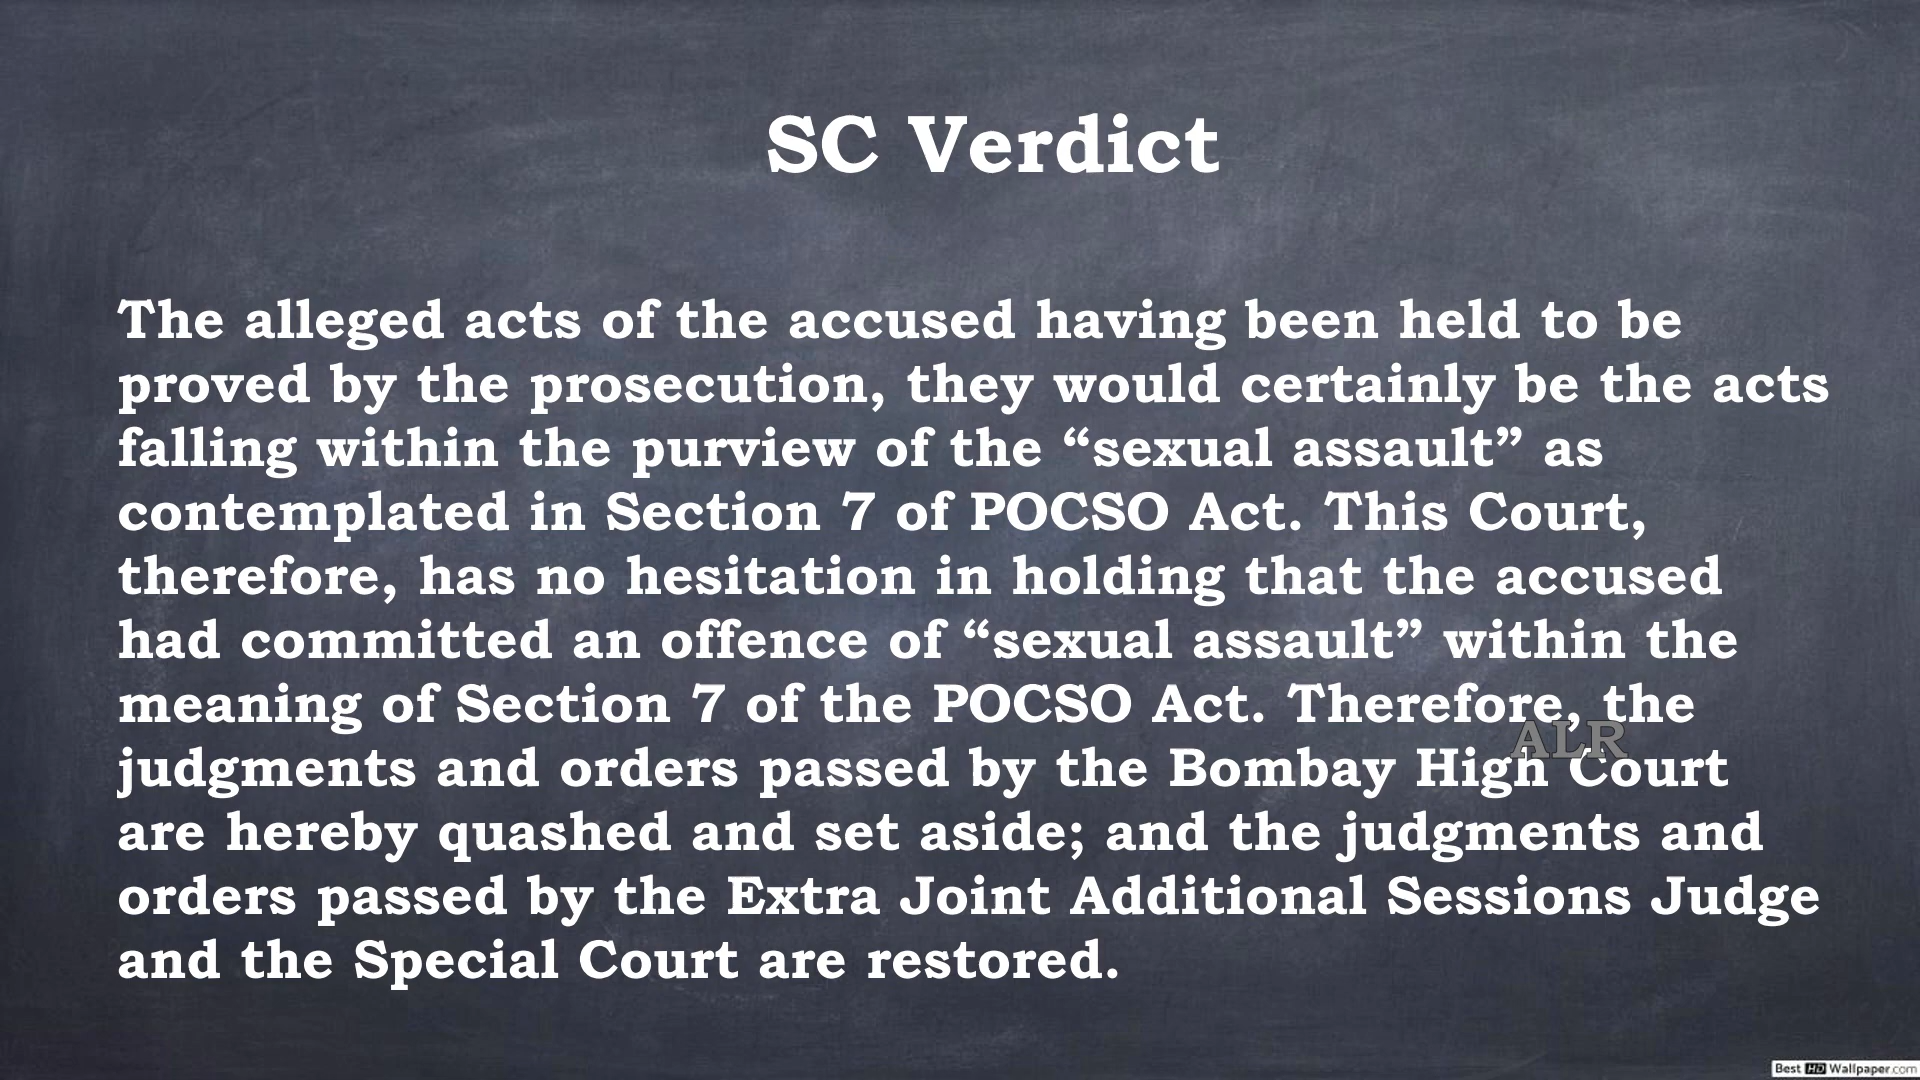 SC Verdict
The alleged acts of the accused having been held to be
proved by the prosecution, they would certainly be the acts
falling within the purview of the “sexual assault” as
contemplated in Section 7 of POCSO Act. This Court,
therefore, has no hesitation in holding that the accused
had committed an offence of “sexual assault” within the
meaning of Section 7 of the POCSO Act. Therefore, the
ALR
judgments and orders passed by the Bombay High Court
are hereby quashed and set aside; and the judgments and
orders passed by the Extra Joint Additional Sessions Judge
and the Special Court are restored.
Best HD Wallpaper.com